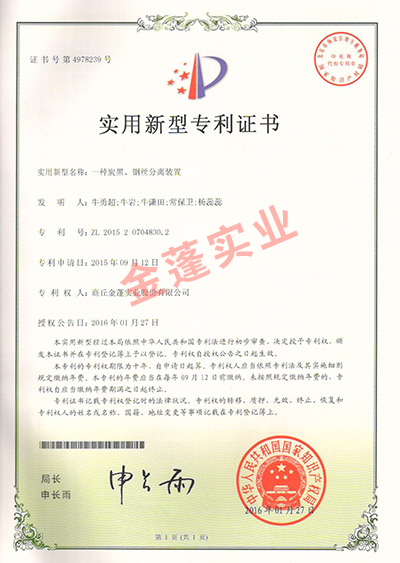 证书号第4978239号
实用新型专利证书
实用新型名称：一种炭黑、钢丝分离装置
发 明 人：牛勇超;牛岩;牛谦田;常保卫;杨蕊蕊
专 利 号：ZL 2015 2 0704830.2
专利申请日：2015年09月12日
专 利 权 人：商丘金蓬实业股份有限公司
授权公告日：2016年01月27日
金蓬实业
本实用新型经过本局依照中华人民共和国专利法进行初步审查，决定授予专利权，颁
发本证书并在专利登记簿上予以登记。专利权自授权公告之日起生效。
本专利的专利权期限为十年，自申请日起算。专利权人应当依照专利法及其实施细则
规定缴纳年费。本专利的年费应当在每年09月12日前缴纳。未按照规定缴纳年费的，专利
权自应当缴纳年费期满之日起终止。
专利证书记载专利权登记时的法律状况。专利权的转移、质押、无效、终止、恢复和
专利权人的姓名或名称、国籍、地址变更等事项记载在专利登记簿上。
局长
申长雨
申长雨
中华人民共和国国家知识产权局
2016年01月27日
第1页(共1页)